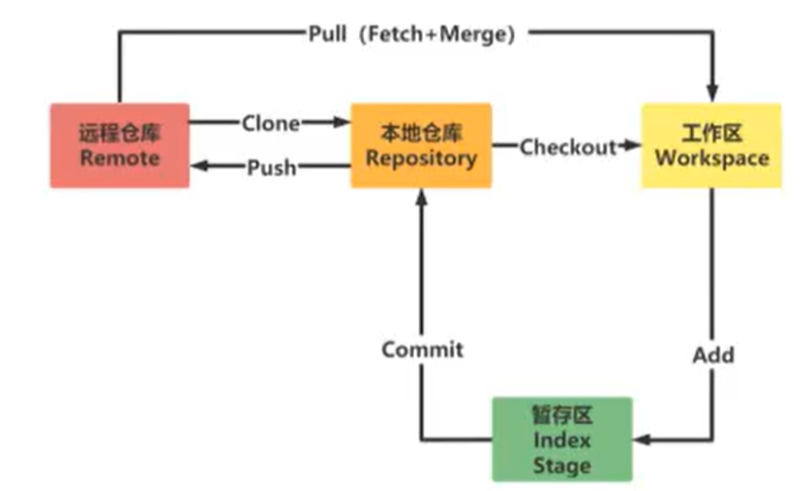 Pull（Fetch+Merge）
远程仓库
Remote
Clone
Push
本地仓库
Repository
Checkout
工作区
Workspace
Commit
Add
暂存区
Index
Stage